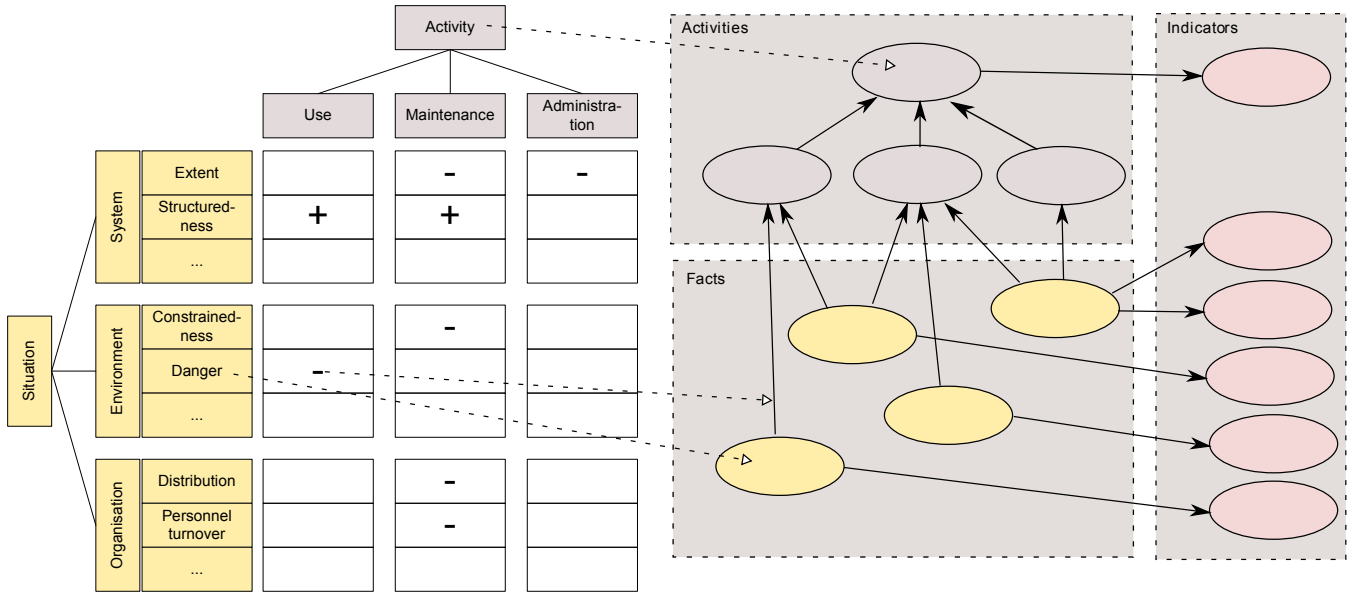 Activity
Use
Maintenance
Administra-
tion
Situation
System
Extent
-
-
Structured-
ness
+
+
...
Environment
Constrained-
ness
-
Danger
-
...
Organisation
Distribution
-
Personnel
turnover
-
...
Activities
Facts
Indicators